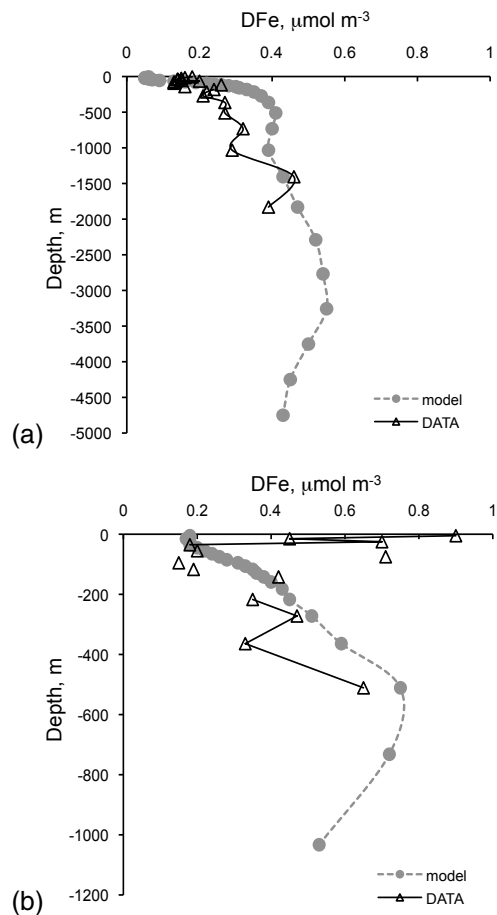 DFe, μmol m-3
0 0.2 0.4 0.6 0.8 1
0
-500
-1000
-1500
-2000
-2500
-3000
-3500
-4000
-4500
-5000
Depth, m
model
DATA
(a)
DFe, μmol m-3
0 0.2 0.4 0.6 0.8 1
0
-200
-400
-600
-800
-1000
-1200
Depth, m
model
DATA
(b)